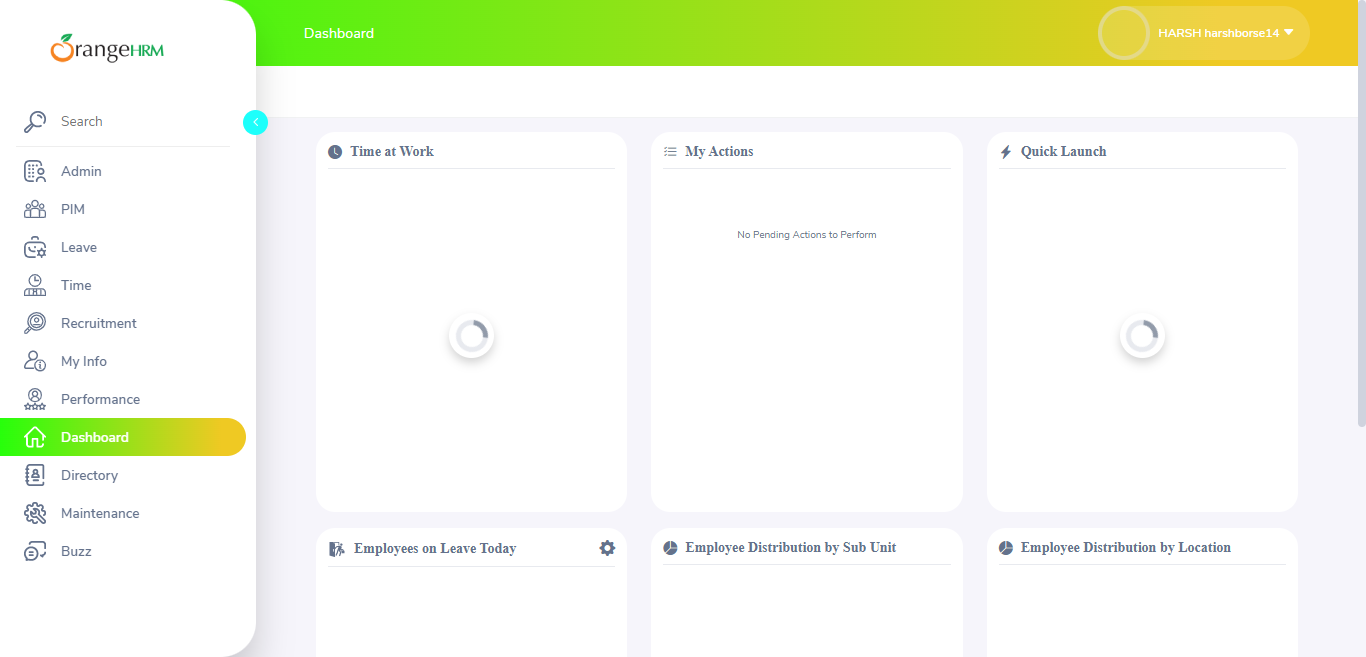 OrangeHRM
Dashboard
HARSH harshborse14
Search
Admin
PIM
Leave
Time
Recruitment
My Info
Performance
Dashboard
Directory
Maintenance
Buzz
Time at Work
My Actions
No Pending Actions to Perform
Quick Launch
Employees on Leave Today
Employee Distribution by Sub Unit
Employee Distribution by Location